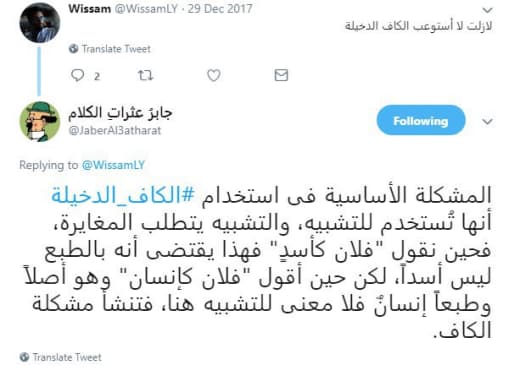 Wissam @WissamLY · 29 Dec 2017
لازلت لا أستوعب الكاف الدخيلة
Translate Tweet
2
جابرُ عثراتِ الكلام
@JaberAl3atharat
Following
Replying to @WissamLY
المشكلة الأساسية فى استخدام #الكاف_الدخيلة
أنها تُستخدم للتشبيه، والتشبيه يتطلب المغايرة،
فحين نقول "فلان كأسدٍ" فهذا يقتضى أنه بالطبع
ليس أسداً، لكن حين أقول "فلان كإنسان" وهو أصلاً
وطبعاً إنسانٌ فلا معنى للتشبيه هنا، فتنشأ مشكلة
الكاف.
Translate Tweet